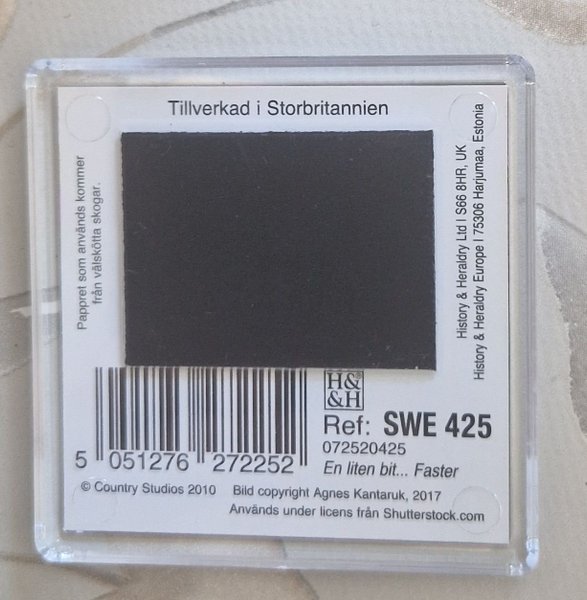 Tillverkad i Storbritannien
Pappret som används kommer
från välskötta skogar.
History & Heraldry Ltd | S66 8HR, UK
History & Heraldry Europe | 75306 Harjumaa, Estonia
H&
&H
Ref: SWE 425
072520425
En liten bit... Faster
5 051276 272252
© Country Studios 2010 Bild copyright Agnes Kantaruk, 2017
Används under licens från Shutterstock.com